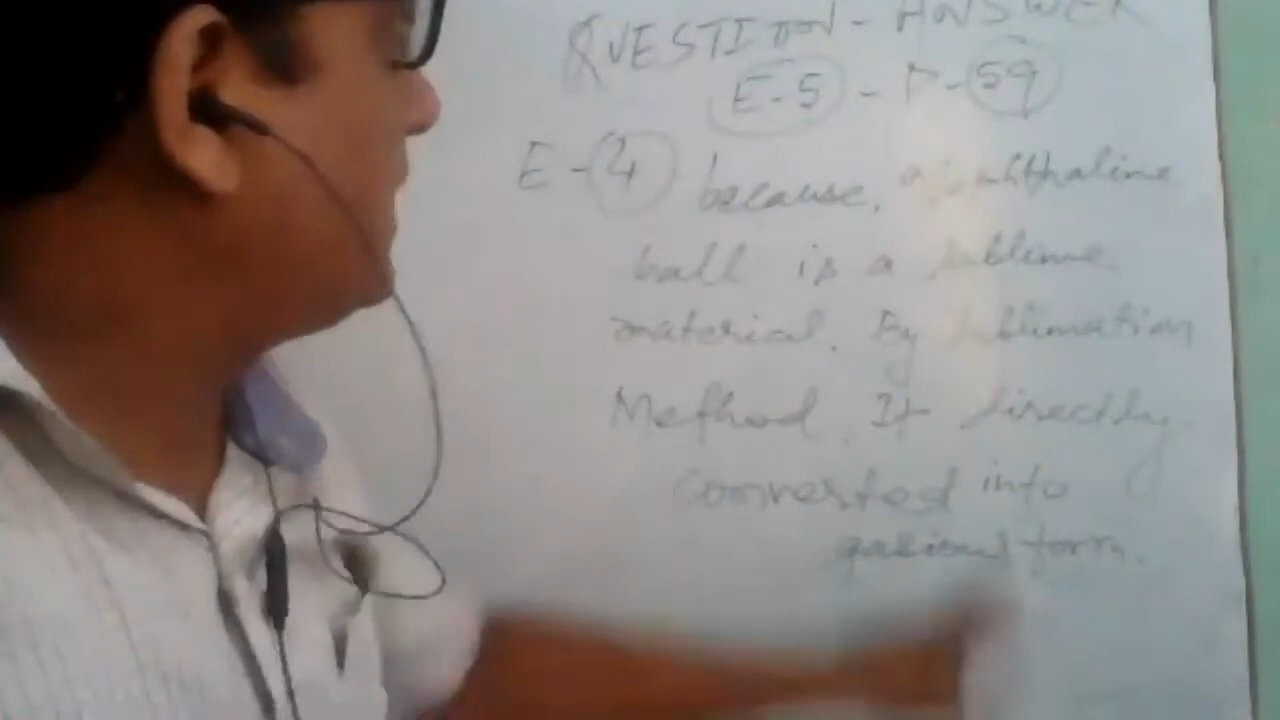 QUESTION - ANSWER
E-5 - P-59
E-4 because, naphthaline
ball is a sublime
material. By sublimation
Method, It directly
converted into
form.